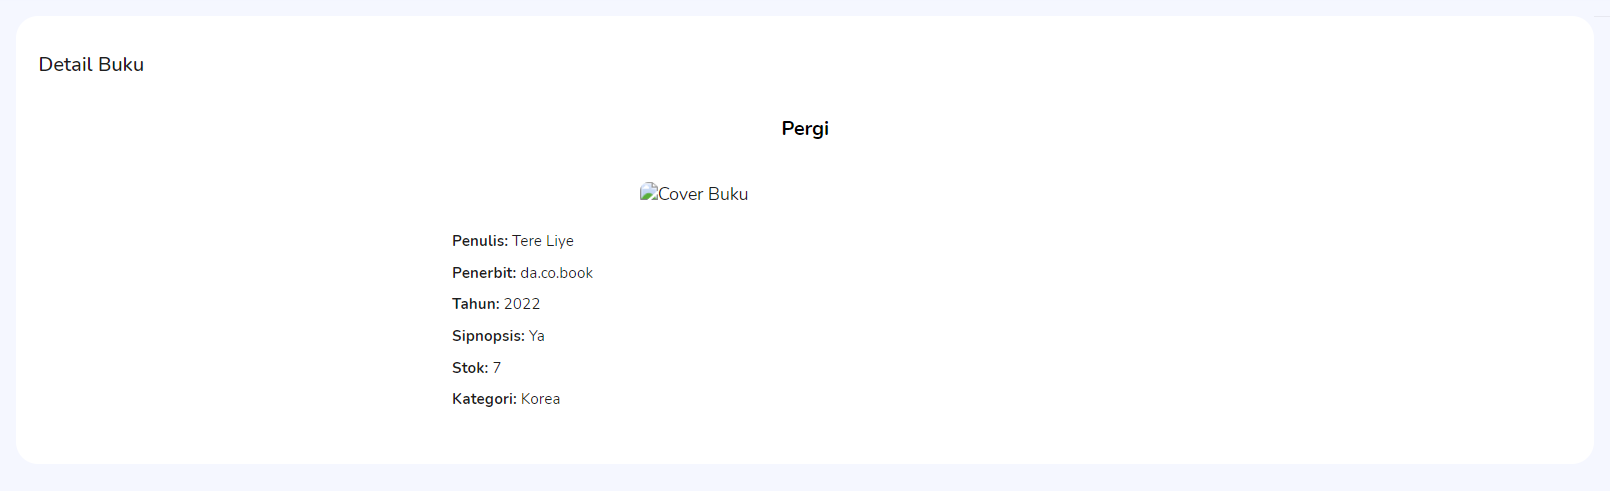 Detail Buku
Pergi
Cover Buku
Penulis: Tere Liye
Penerbit: da.co.book
Tahun: 2022
Sipnopsis: Ya
Stok: 7
Kategori: Korea